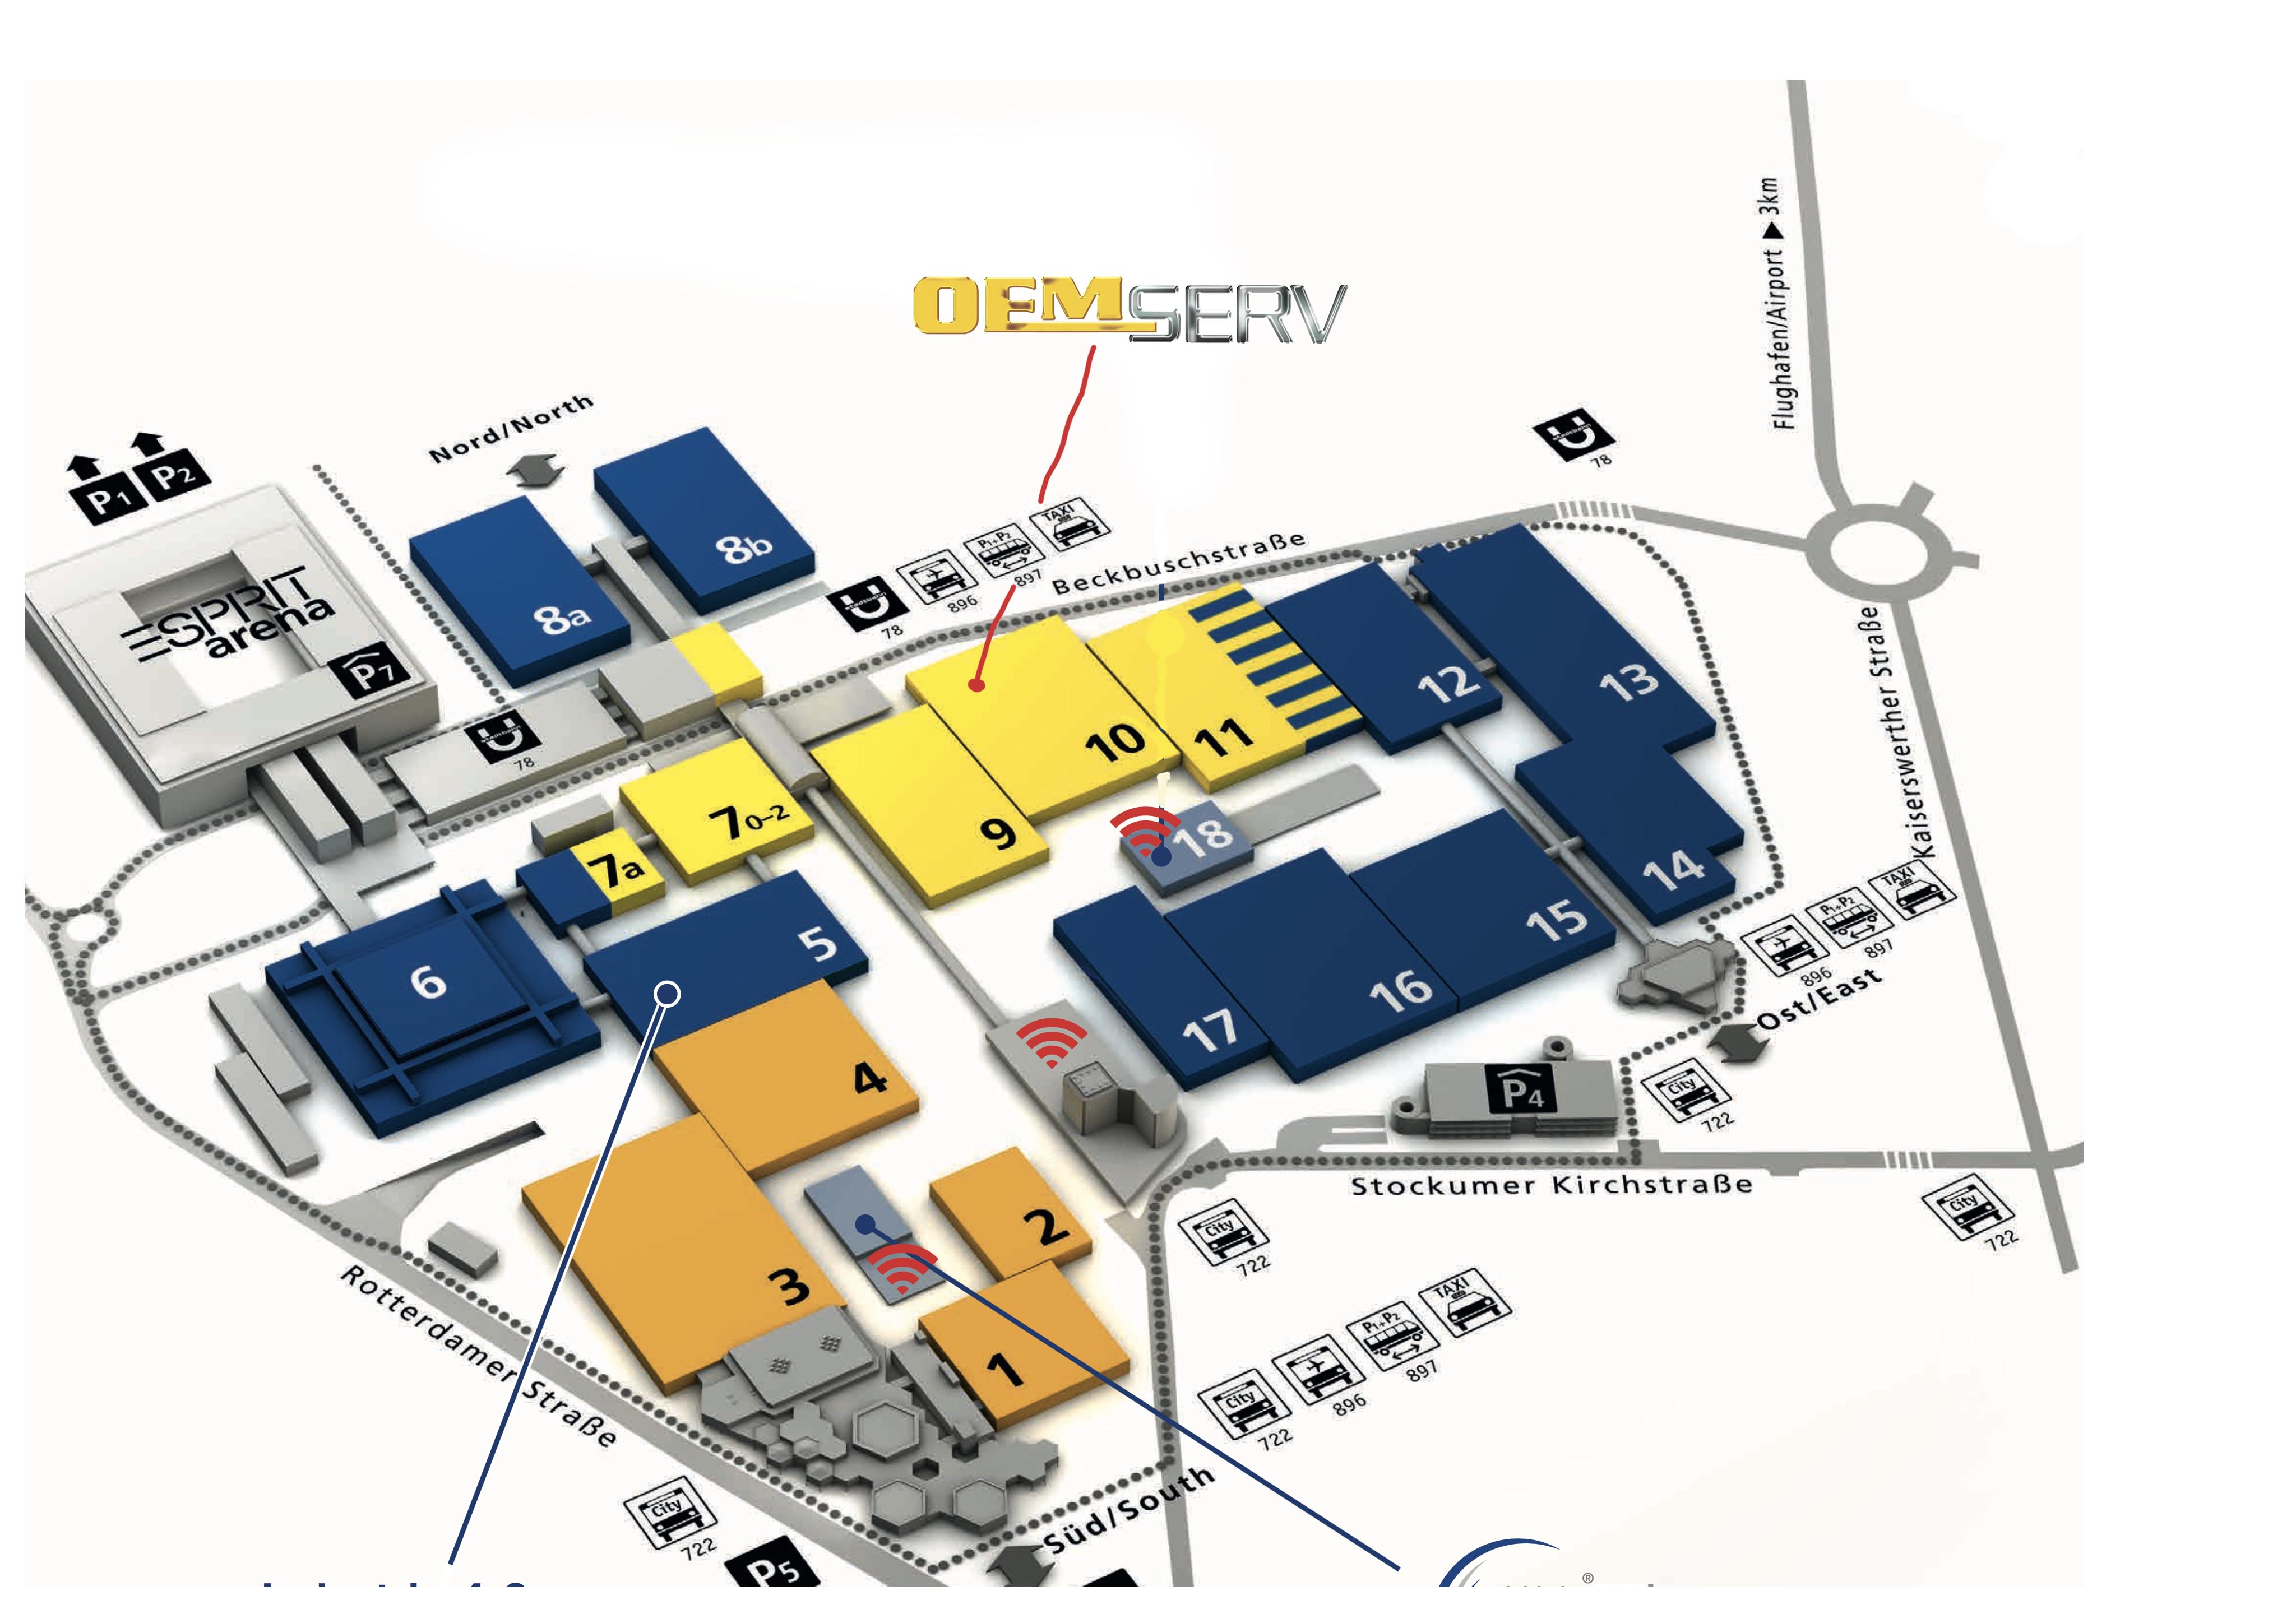 OEMSERV
Flughafen/Airport ▶ 3km
Nord/North
P1
P2
78
8b
8a
TAXI
P1+P2
897
896
78
Beckbuschstraße
ESPRIT
arena
P7
78
12
13
10
11
9
7 0–2
7a
18
Kaiserswerther Straße
14
15
5
6
16
17
TAXI
P1+P2
897
896
Ost/East
4
P4
City
722
Stockumer Kirchstraße
2
City
722
City
722
3
1
Rotterdamer Straße
TAXI
P1+P2
897
896
City
722
City
722
Süd/South
P5
®